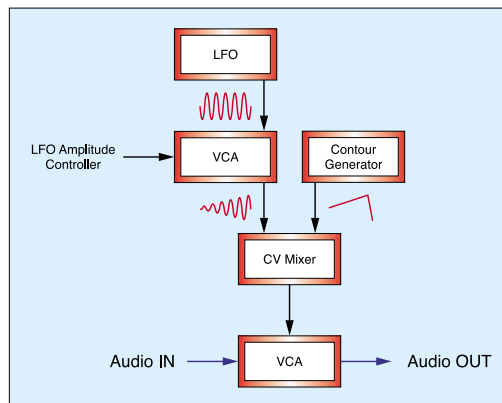 LFO
LFO Amplitude
Controller
VCA
Contour
Generator
CV Mixer
Audio IN
VCA
Audio OUT